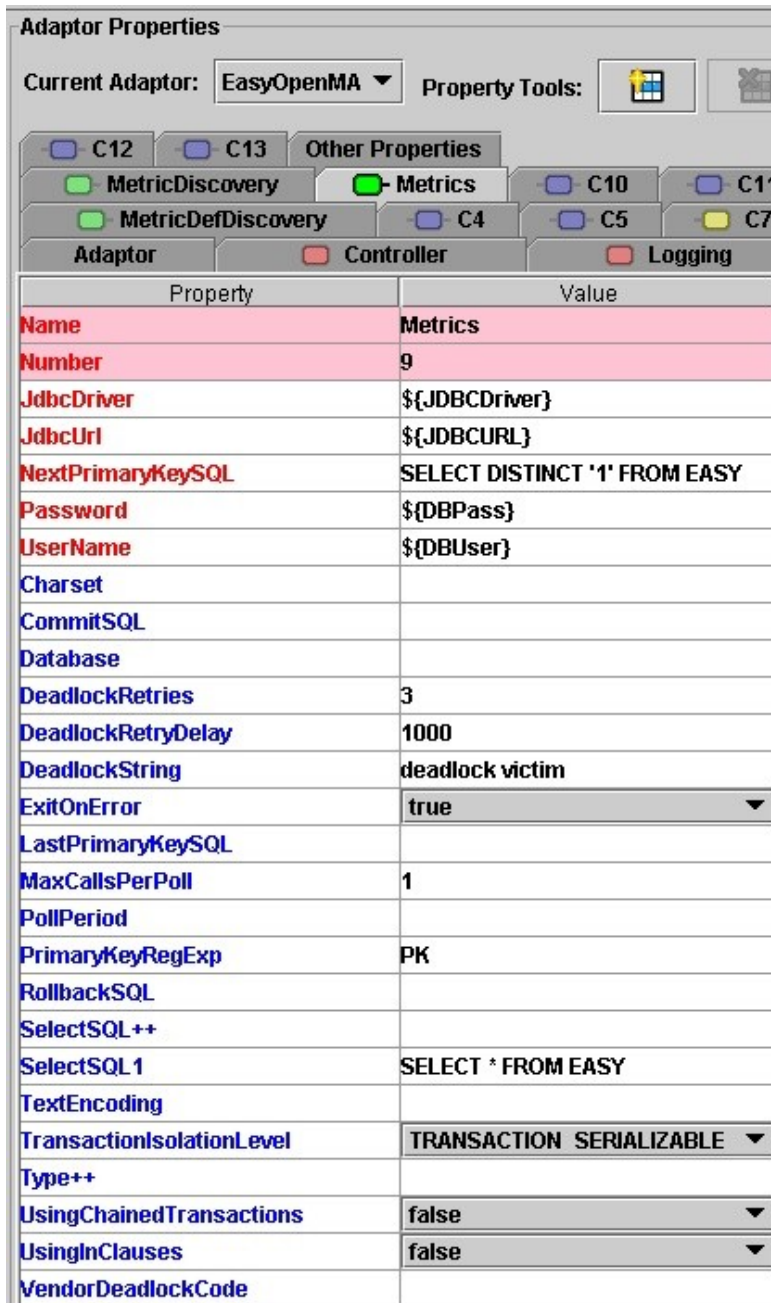 Adaptor Properties
Current Adaptor: EasyOpenMA Property Tools:
C12 C13 Other Properties
MetricDiscovery Metrics C10 C11
MetricDefDiscovery C4 C5 C7
Adaptor Controller Logging
Property Value
Name Metrics
Number 9
JdbcDriver ${JDBCDriver}
JdbcUrl ${JDBCURL}
NextPrimaryKeySQL SELECT DISTINCT '1' FROM EASY
Password ${DBPass}
UserName ${DBUser}
Charset
CommitSQL
Database
DeadlockRetries 3
DeadlockRetryDelay 1000
DeadlockString deadlock victim
ExitOnError true
LastPrimaryKeySQL
MaxCallsPerPoll 1
PollPeriod
PrimaryKeyRegExp PK
RollbackSQL
SelectSQL++
SelectSQL1 SELECT * FROM EASY
TextEncoding
TransactionIsolationLevel TRANSACTION_SERIALIZABLE
Type++
UsingChainedTransactions false
UsingInClauses false
VendorDeadlockCode